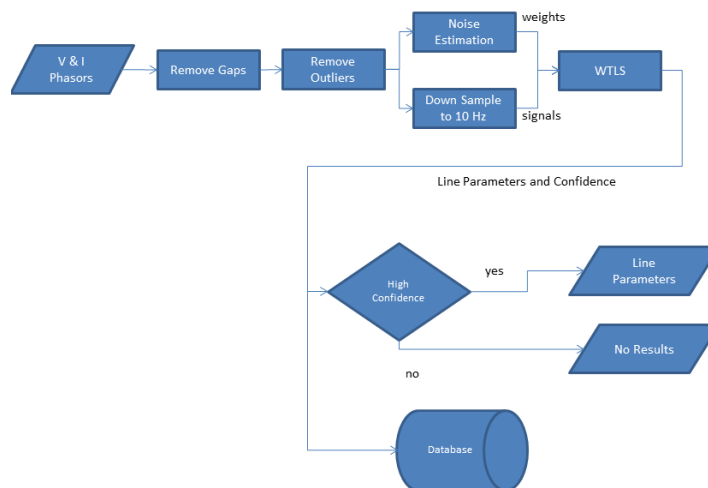 V & I
Phasors
Remove Gaps
Remove
Outliers
Noise
Estimation
weights
Down Sample
to 10 Hz
signals
WTLS
Line Parameters and Confidence
High
Confidence
yes
Line
Parameters
no
No Results
Database